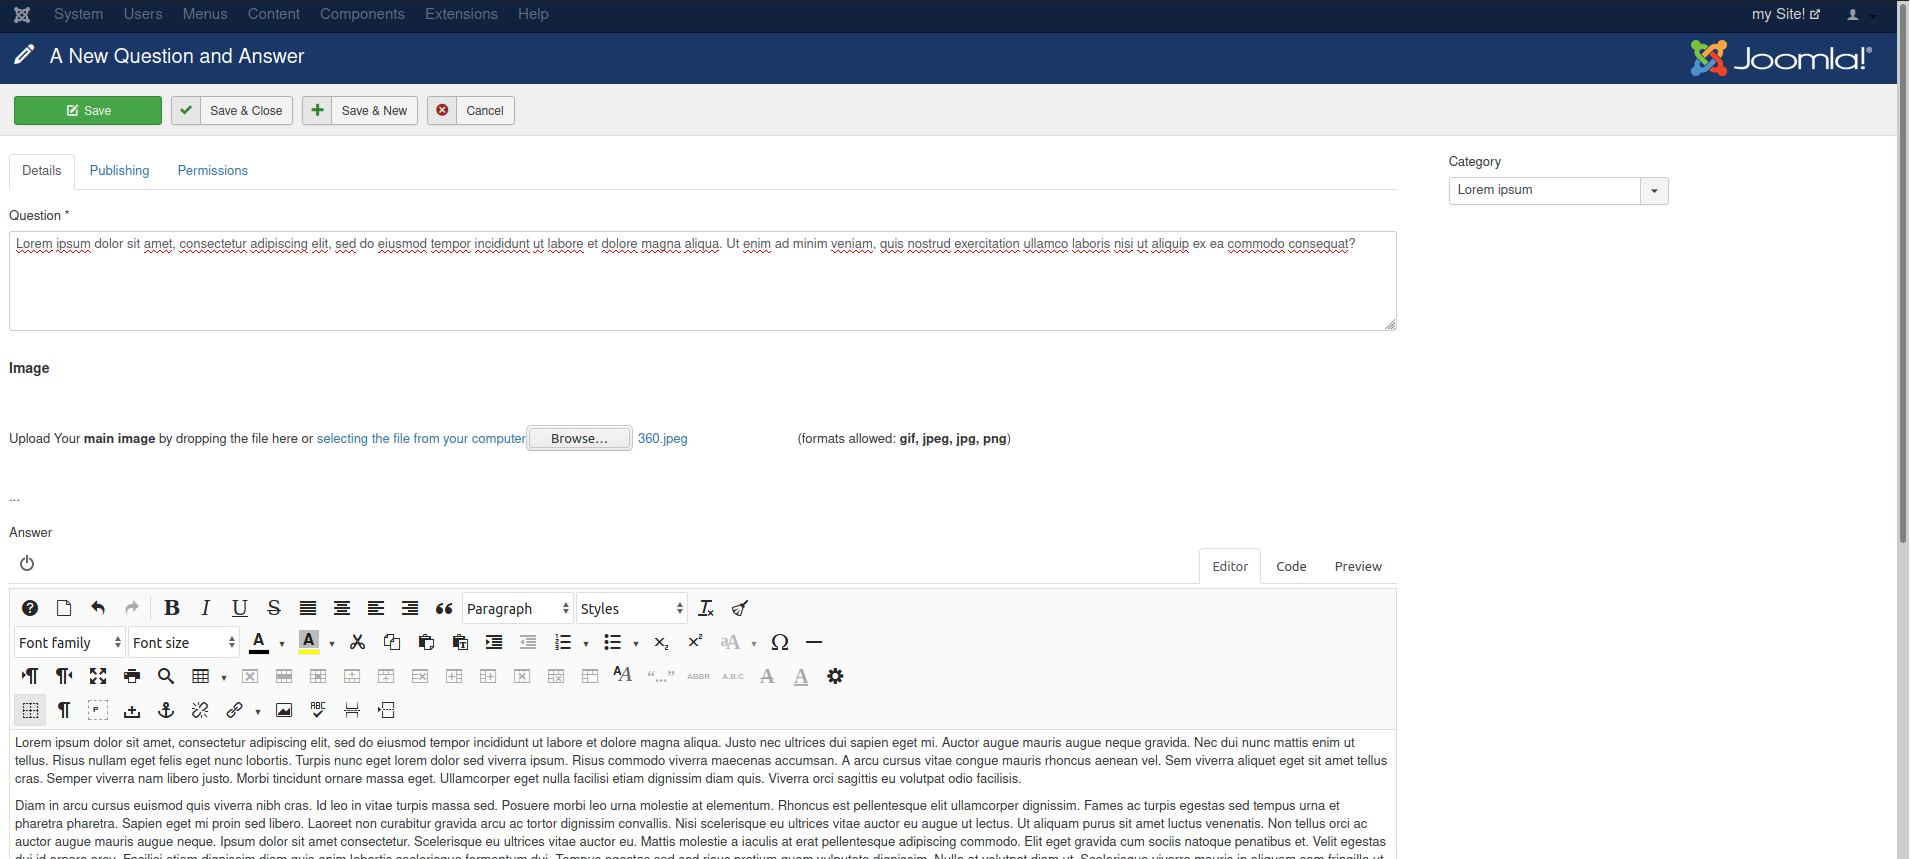 System Users Menus Content Components Extensions Help my Site!
A New Question and Answer Joomla!®
Save Save & Close Save & New Cancel
Details Publishing Permissions
Category
Lorem ipsum
Question *
Lorem ipsum dolor sit amet, consectetur adipiscing elit, sed do eiusmod tempor incididunt ut labore et dolore magna aliqua. Ut enim ad minim veniam, quis nostrud exercitation ullamco laboris nisi ut aliquip ex ea commodo consequat?
Image
Upload Your main image by dropping the file here or selecting the file from your computer Browse... 360.jpeg (formats allowed: gif, jpeg, jpg, png)
...
Answer
Editor Code Preview
B I U S Paragraph Styles
Font family Font size A A aA Ω
AA “...” ABBR A.B.C A A
P ABC
Lorem ipsum dolor sit amet, consectetur adipiscing elit, sed do eiusmod tempor incididunt ut labore et dolore magna aliqua. Justo nec ultrices dui sapien eget mi. Auctor augue mauris augue neque gravida. Nec dui nunc mattis enim ut
tellus. Risus nullam eget felis eget nunc lobortis. Turpis nunc eget lorem dolor sed viverra ipsum. Risus commodo viverra maecenas accumsan. A arcu cursus vitae congue mauris rhoncus aenean vel. Sem viverra aliquet eget sit amet tellus
cras. Semper viverra nam libero justo. Morbi tincidunt ornare massa eget. Ullamcorper eget nulla facilisi etiam dignissim diam quis. Viverra orci sagittis eu volutpat odio facilisis.
Diam in arcu cursus euismod quis viverra nibh cras. Id leo in vitae turpis massa sed. Posuere morbi leo urna molestie at elementum. Rhoncus est pellentesque elit ullamcorper dignissim. Fames ac turpis egestas sed tempus urna et
pharetra pharetra. Sapien eget mi proin sed libero. Laoreet non curabitur gravida arcu ac tortor dignissim convallis. Nisi scelerisque eu ultrices vitae auctor eu augue ut lectus. Ut aliquam purus sit amet luctus venenatis. Non tellus orci ac
auctor augue mauris augue neque. Ipsum dolor sit amet consectetur. Scelerisque eu ultrices vitae auctor eu. Mattis molestie a iaculis at erat pellentesque adipiscing commodo. Elit eget gravida cum sociis natoque penatibus et. Velit egestas